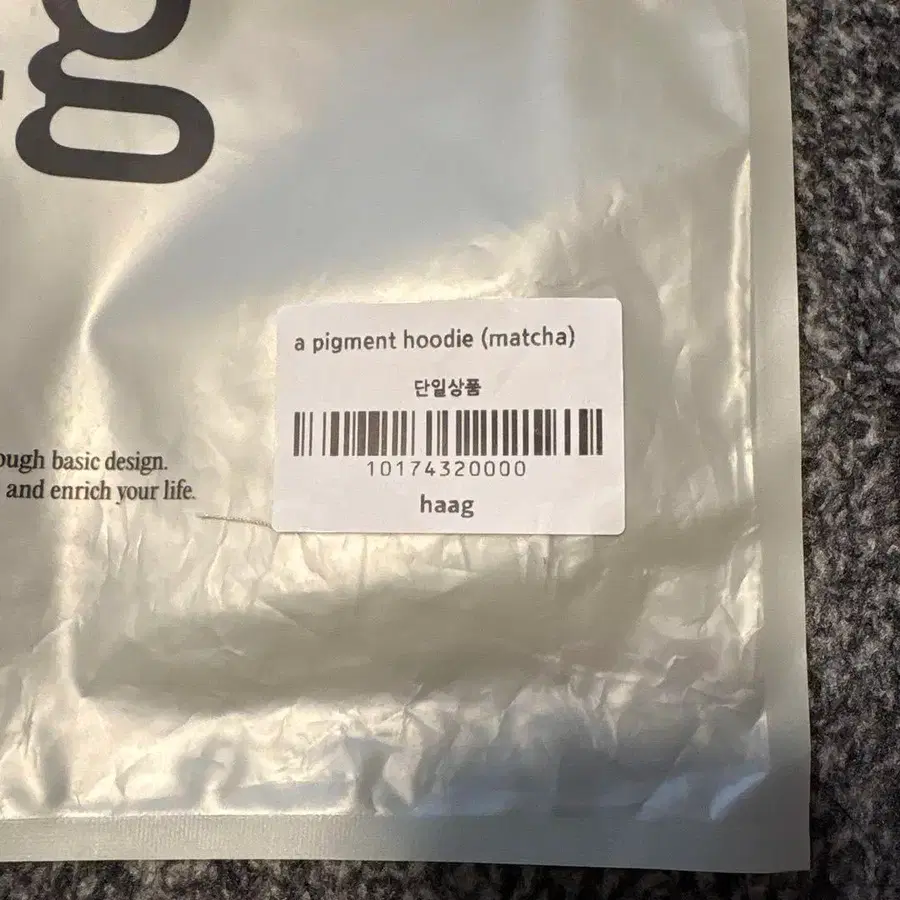 g
ough basic design.
and enrich your life.
a pigment hoodie (matcha)
단일상품
10174320000
haag